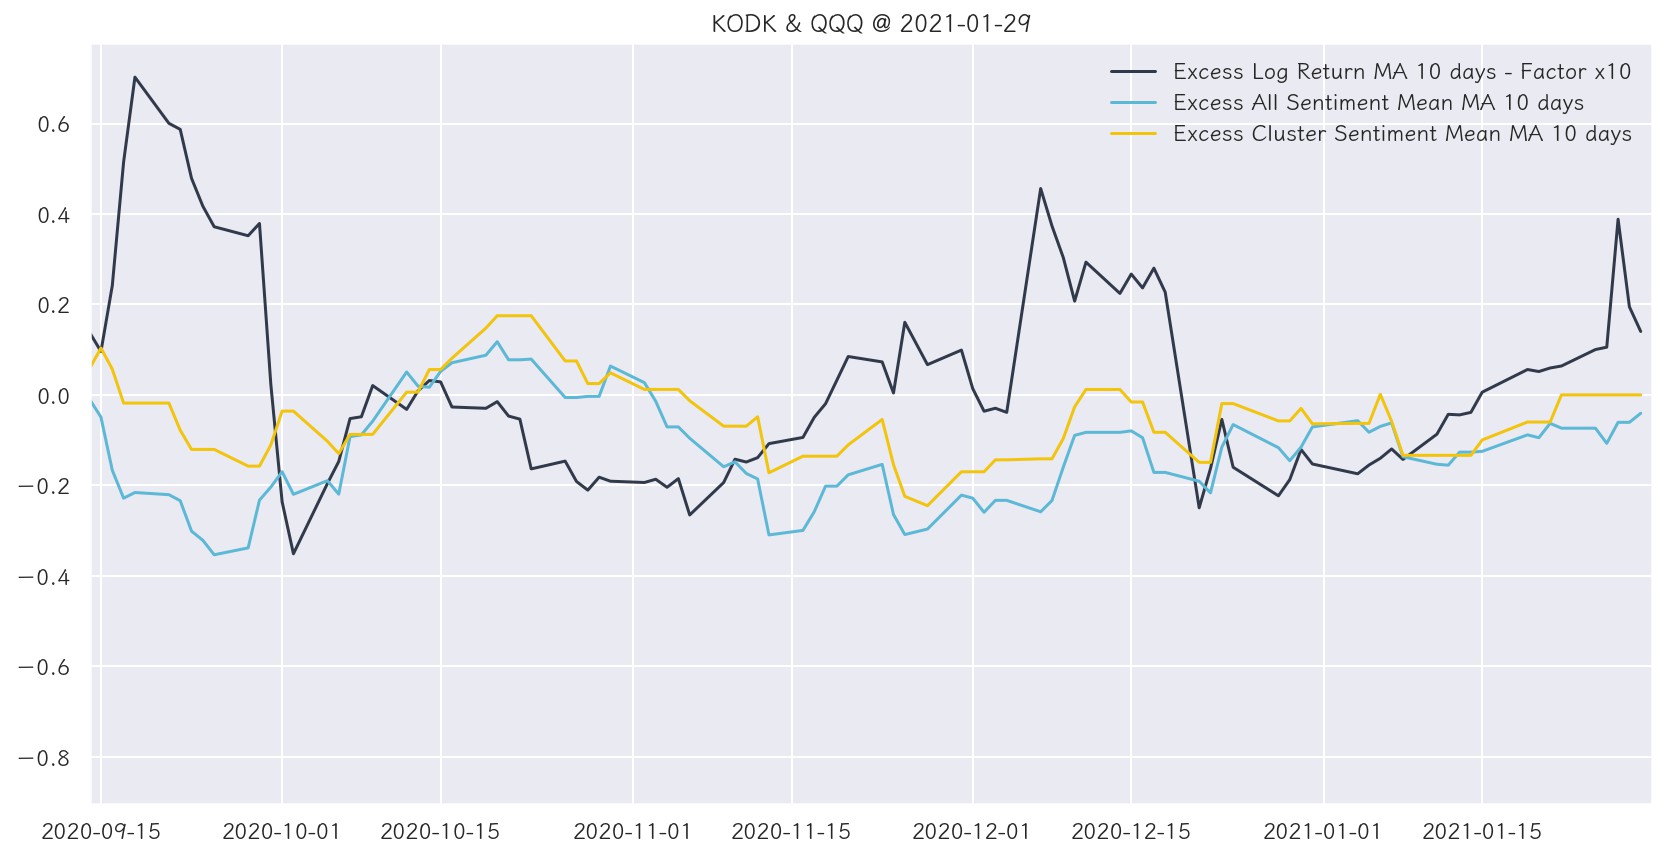 KODK & QQQ @ 2021-01-29
Excess Log Return MA 10 days - Factor x10
Excess All Sentiment Mean MA 10 days
Excess Cluster Sentiment Mean MA 10 days
0.6
0.4
0.2
0.0
−0.2
−0.4
−0.6
−0.8
2020-09-15 2020-10-01 2020-10-15 2020-11-01 2020-11-15 2020-12-01 2020-12-15 2021-01-01 2021-01-15